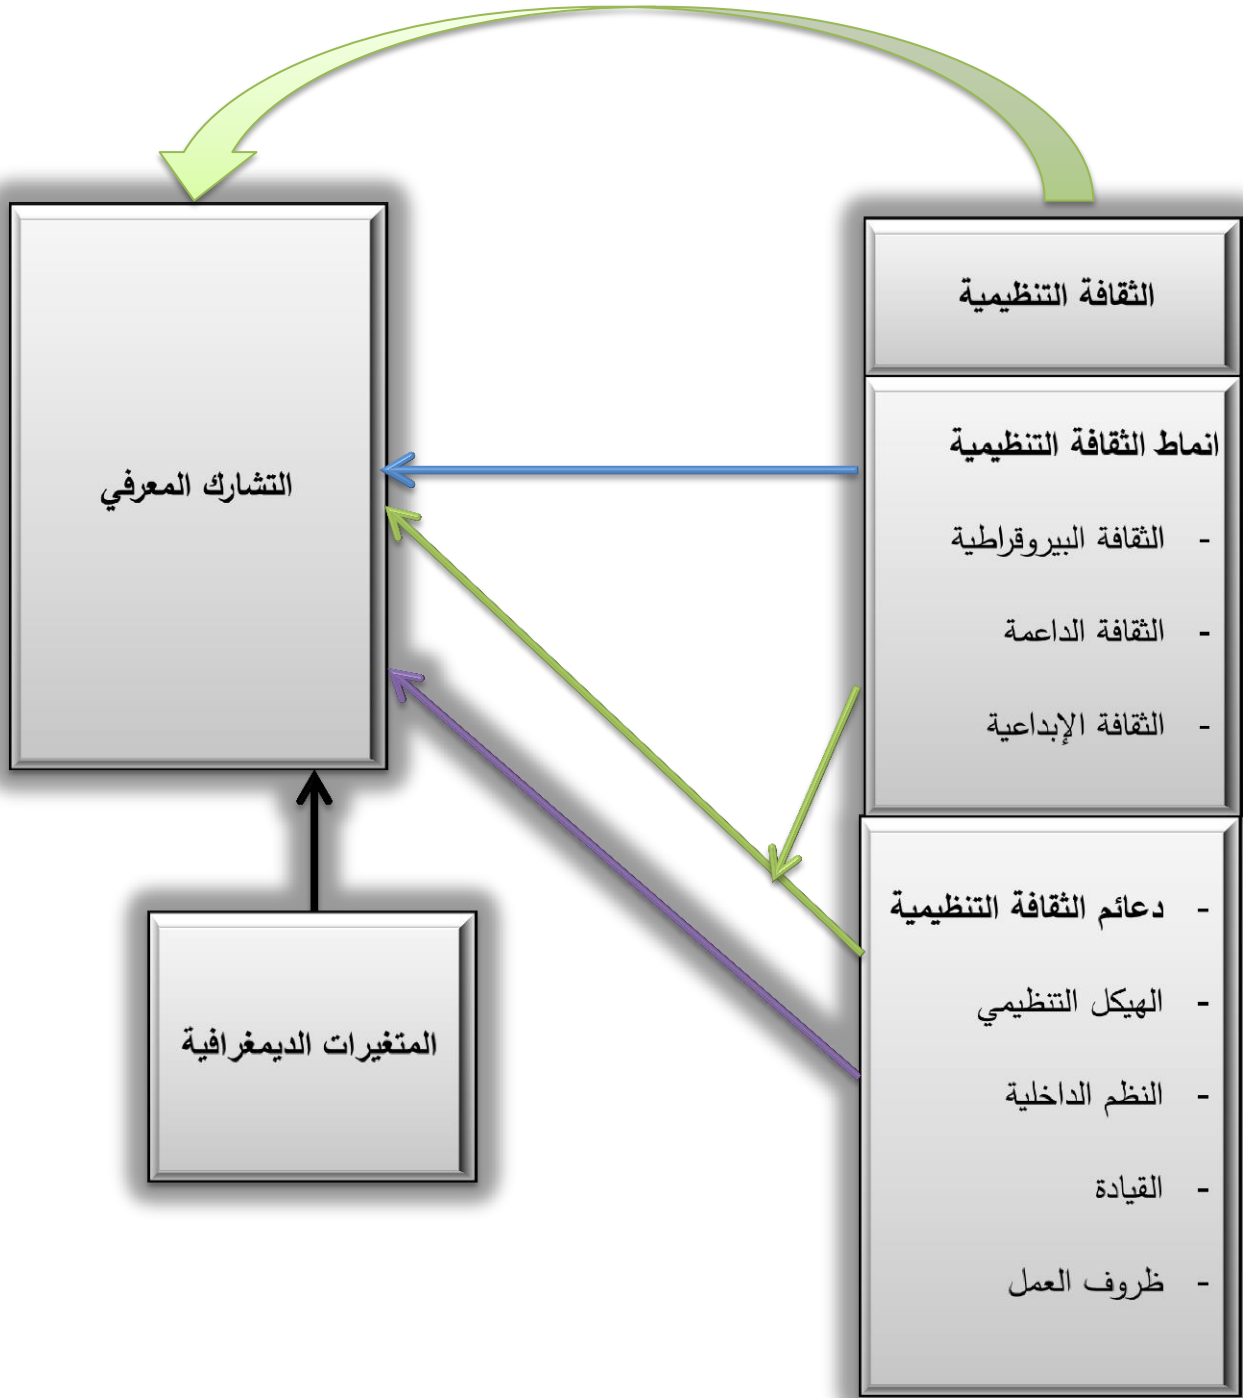 الثقافة التنظيمية
انماط الثقافة التنظيمية
- الثقافة البيروقراطية
- الثقافة الداعمة
- الثقافة الإبداعية
- دعائم الثقافة التنظيمية
- الهيكل التنظيمي
- النظم الداخلية
- القيادة
- ظروف العمل
التشارك المعرفي
المتغيرات الديمغرافية